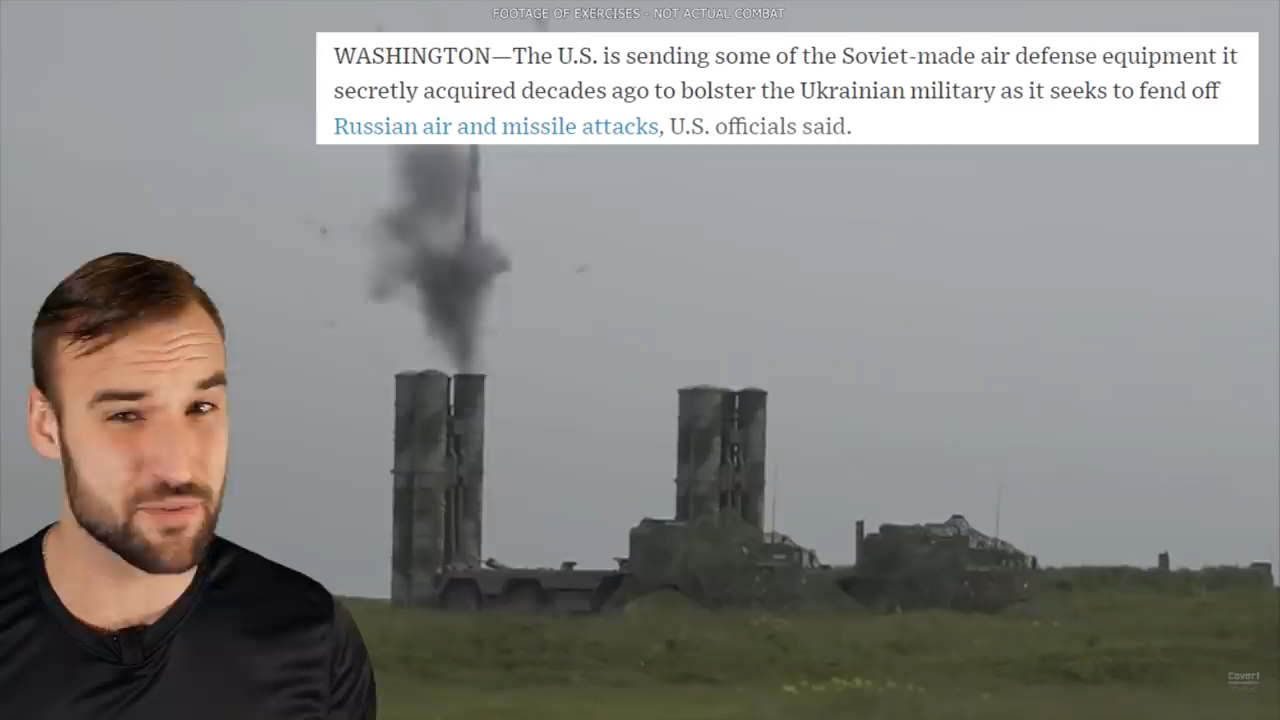 FOOTAGE OF EXERCISES - NOT ACTUAL COMBAT
WASHINGTON—The U.S. is sending some of the Soviet-made air defense equipment it
secretly acquired decades ago to bolster the Ukrainian military as it seeks to fend off
Russian air and missile attacks, U.S. officials said.
Covert